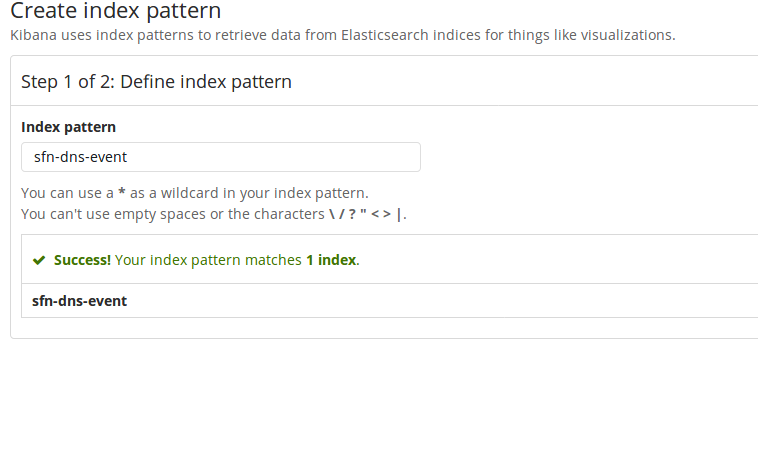 Create index pattern
Kibana uses index patterns to retrieve data from Elasticsearch indices for things like visualizations.
Step 1 of 2: Define index pattern
Index pattern
sfn-dns-event
You can use a * as a wildcard in your index pattern.
You can't use empty spaces or the characters \ / ? " < > |.
Success! Your index pattern matches 1 index.
sfn-dns-event